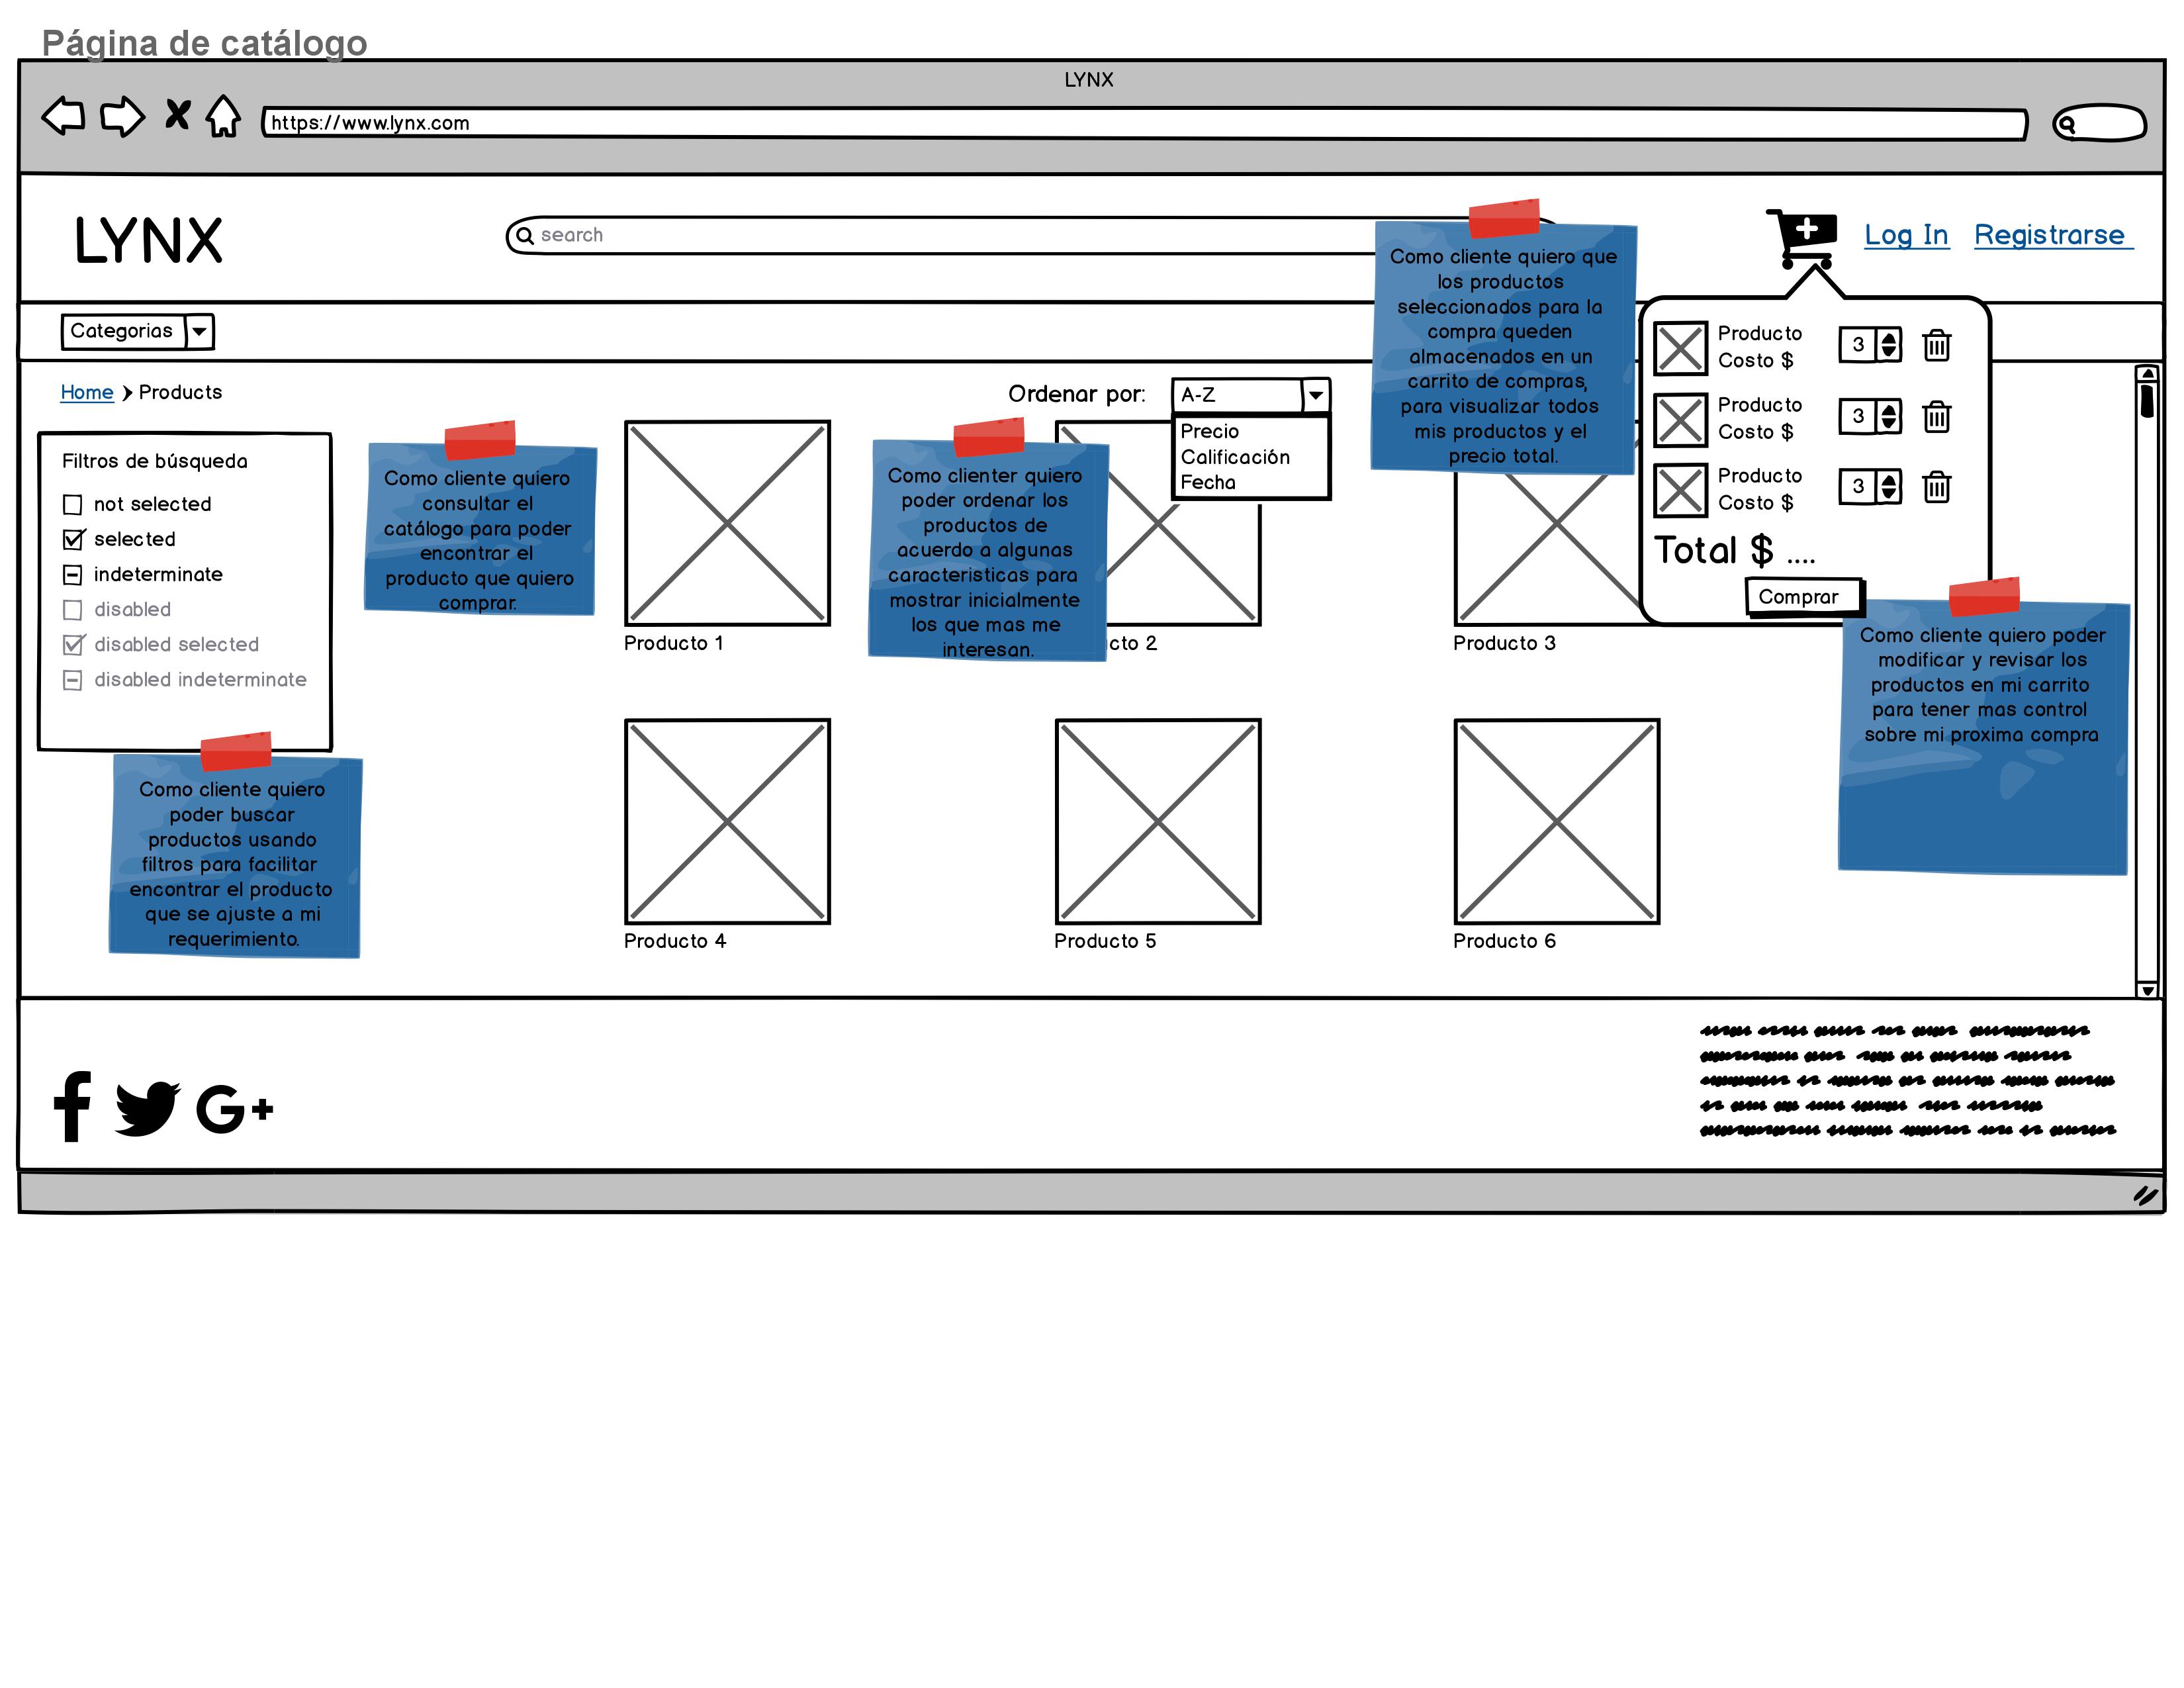 Página de catálogo
LYNX
https://www.lynx.com
LYNX
search
Log In
Registrarse
Categorias
Home
Products
Ordenar por:
A-Z
Precio
Calificación
Fecha
Como cliente quiero que
los productos
seleccionados para la
compra queden
almacenados en un
carrito de compras,
para visualizar todos
mis productos y el
precio total.
Producto
Costo $
3
Producto
Costo $
3
Producto
Costo $
3
Total $ ....
Comprar
Filtros de búsqueda
not selected
selected
indeterminate
disabled
disabled selected
disabled indeterminate
Como cliente quiero
consultar el
catálogo para poder
encontrar el
producto que quiero
comprar.
Como clienter quiero
poder ordenar los
productos de
acuerdo a algunas
caracteristicas para
mostrar inicialmente
los que mas me
interesan.
Producto 1
cto 2
Producto 3
Como cliente quiero poder
modificar y revisar los
productos en mi carrito
para tener mas control
sobre mi proxima compra
Como cliente quiero
poder buscar
productos usando
filtros para facilitar
encontrar el producto
que se ajuste a mi
requerimiento.
Producto 4
Producto 5
Producto 6
G+